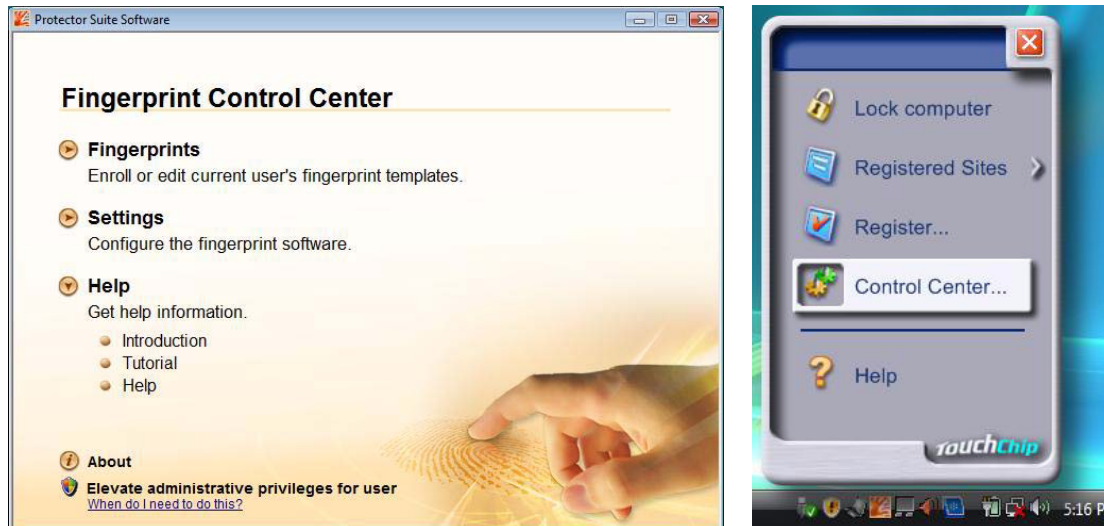 Protector Suite Software
Fingerprint Control Center
Fingerprints
Enroll or edit current user's fingerprint templates.
Settings
Configure the fingerprint software.
Help
Get help information.
Introduction
Tutorial
Help
About
Elevate administrative privileges for user
When do I need to do this?
Lock computer
Registered Sites
Register...
Control Center...
Help
TouchChip
5:16 P